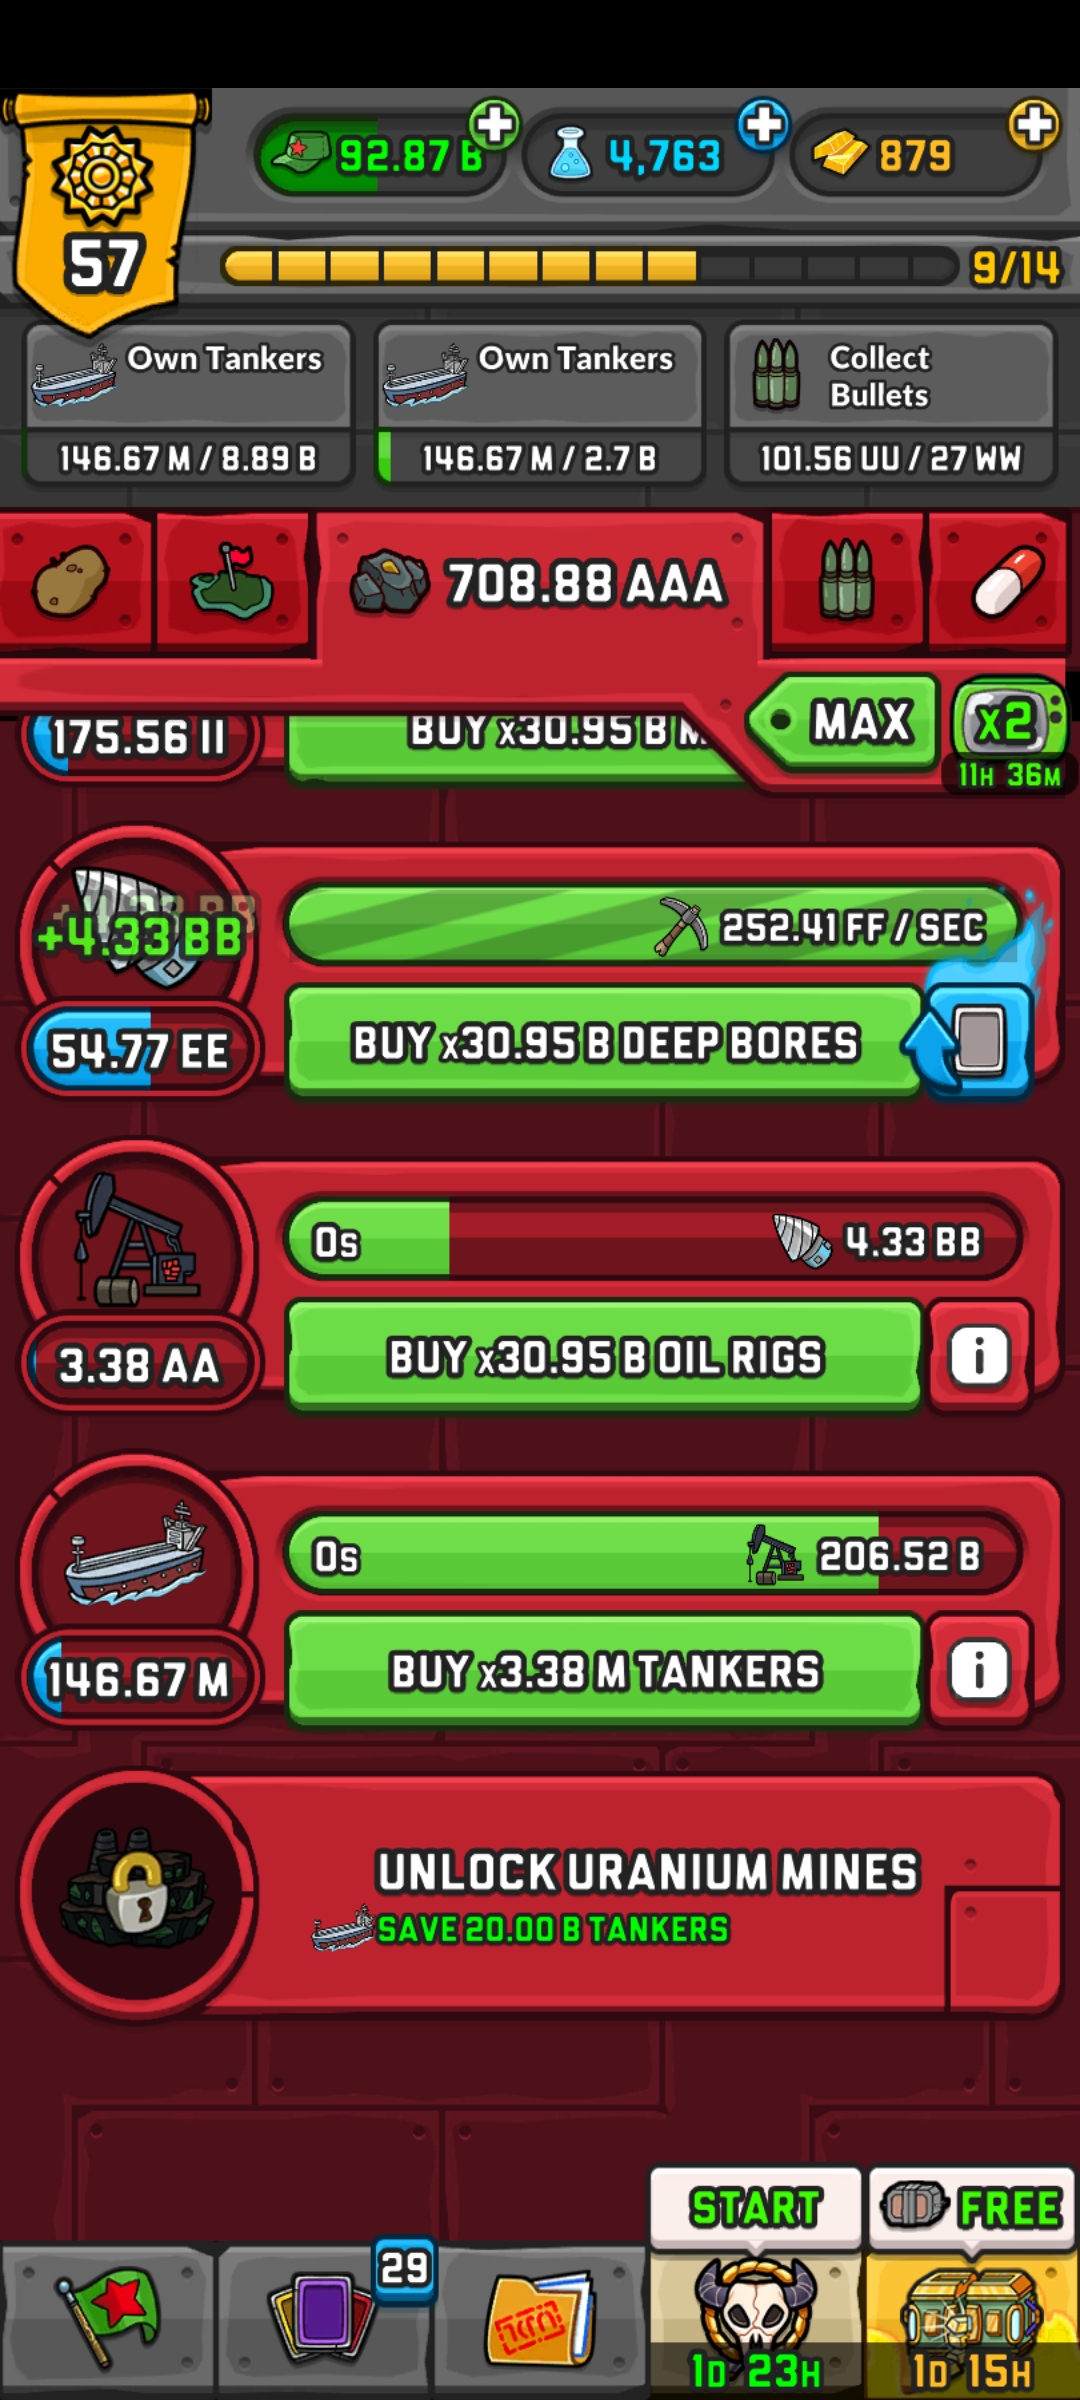 92.87 B
4,763
879
57
9/14
Own Tankers
146.67 M / 8.89 B
Own Tankers
146.67 M / 2.7 B
Collect
Bullets
101.56 UU / 27 WW
708.88 AAA
MAX
x2
11H 36M
175.56 II
BUY x30.95 B
+4.33 BB
252.41 FF / SEC
54.77 EE
BUY x30.95 B DEEP BORES
0s
4.33 BB
3.38 AA
BUY x30.95 B OIL RIGS
i
0s
206.52 B
146.67 M
BUY x3.38 M TANKERS
i
UNLOCK URANIUM MINES
SAVE 20.00 B TANKERS
START
FREE
29
1D 23H
1D 15H